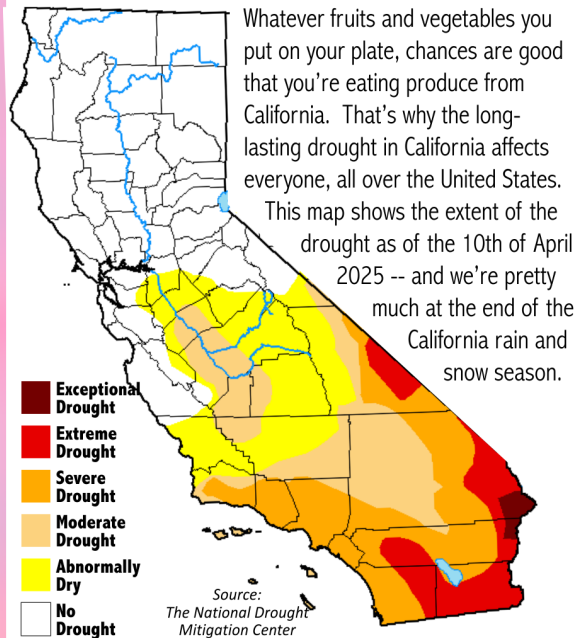 Whatever fruits and vegetables you
put on your plate, chances are good
that you're eating produce from
California.  That's why the long-
lasting drought in California affects
everyone, all over the United States.
This map shows the extent of the
drought as of the 10th of April
2025 -- and we're pretty
much at the end of the
California rain and
snow season.
Exceptional
Drought
Extreme
Drought
Severe
Drought
Moderate
Drought
Abnormally
Dry
No
Drought
Source:
The National Drought
Mitigation Center